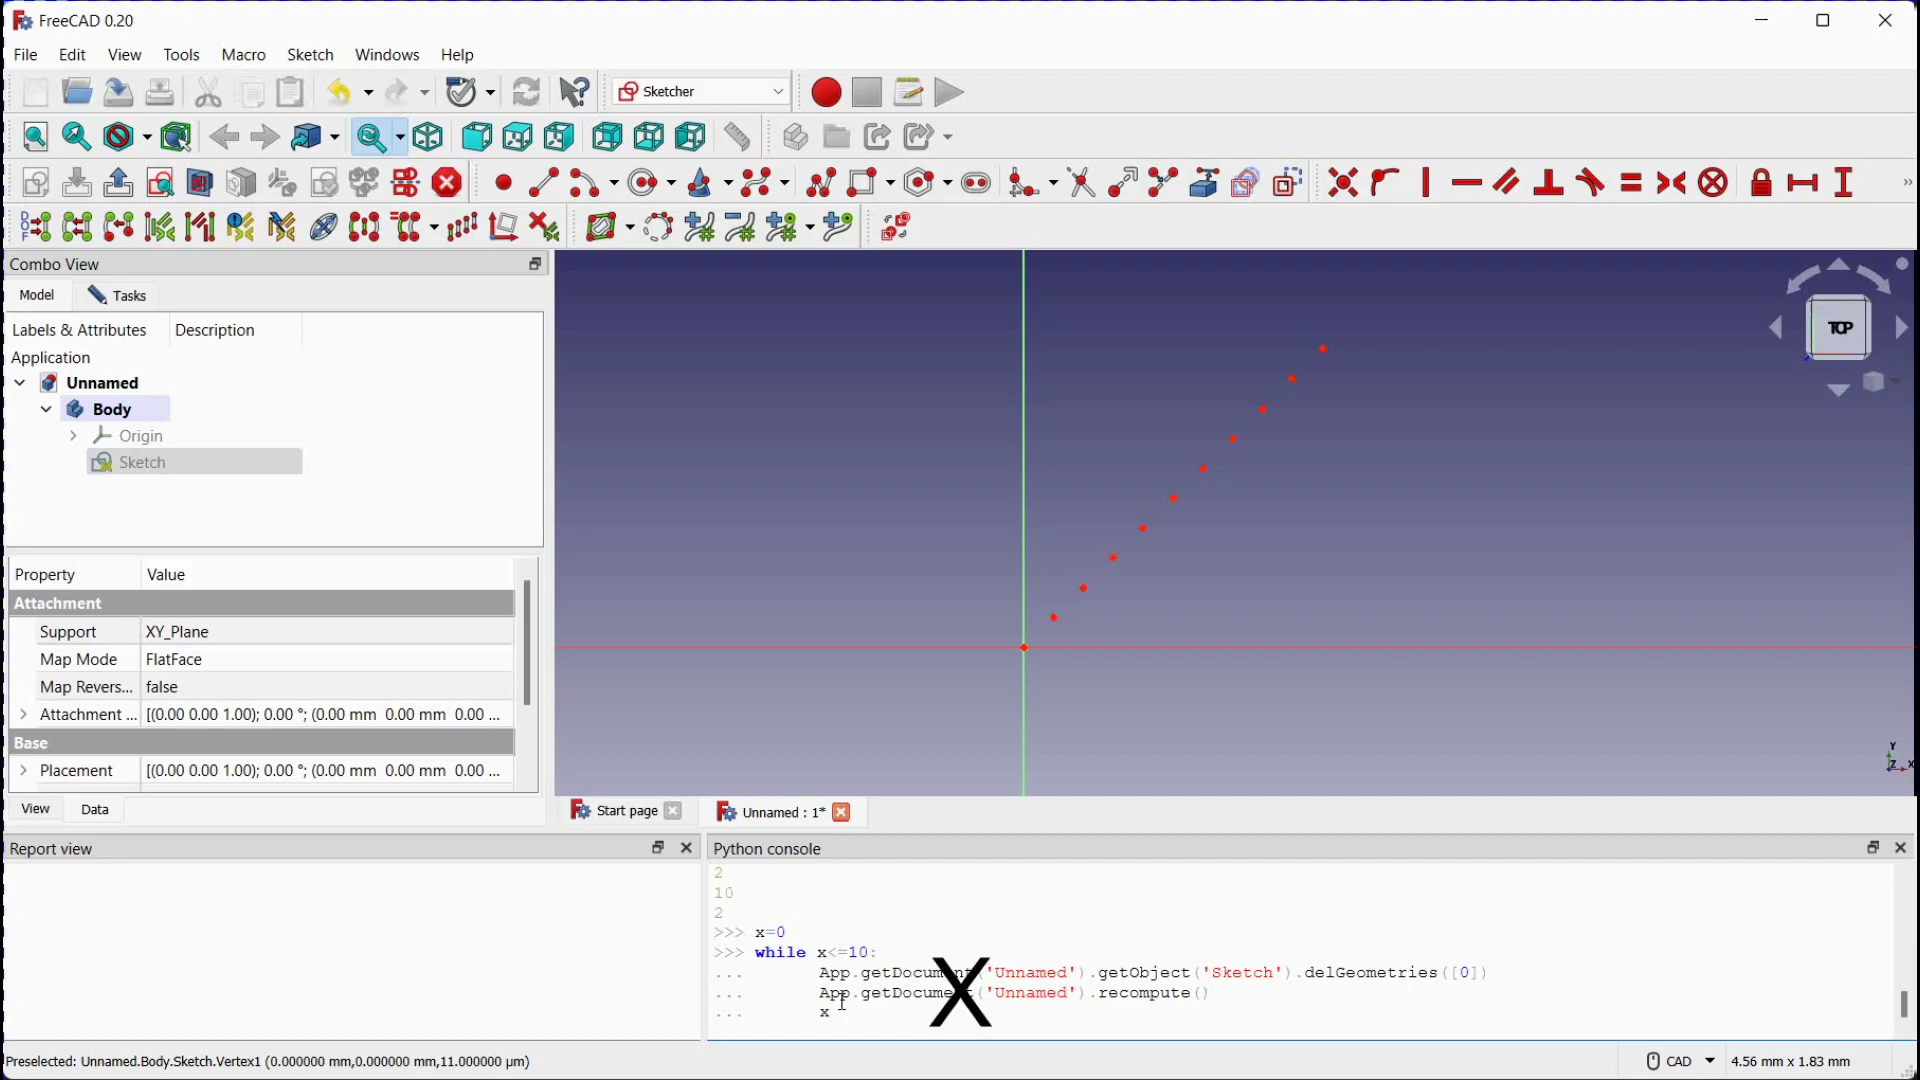 FreeCAD 0.20
File Edit View Tools Macro Sketch Windows Help
Sketcher
Combo View
Model Tasks
Labels & Attributes Description
Application
Unnamed
Body
Origin
Sketch
TOP
Property Value
Attachment
Support XY_Plane
Map Mode FlatFace
Map Revers... false
Attachment ... [(0.00 0.00 1.00); 0.00 °; (0.00 mm 0.00 mm 0.00 ...
Base
Placement [(0.00 0.00 1.00); 0.00 °; (0.00 mm 0.00 mm 0.00 ...
Y
Z X
View Data
Start page Unnamed : 1*
Report view
Python console
2
10
2
>>> x=0
>>> while x<=10:
... App.getDocument('Unnamed').getObject('Sketch').delGeometries([0])
... App.getDocument('Unnamed').recompute()
... x
X
Preselected: Unnamed.Body.Sketch.Vertex1 (0.000000 mm,0.000000 mm,11.000000 µm)
CAD 4.56 mm x 1.83 mm